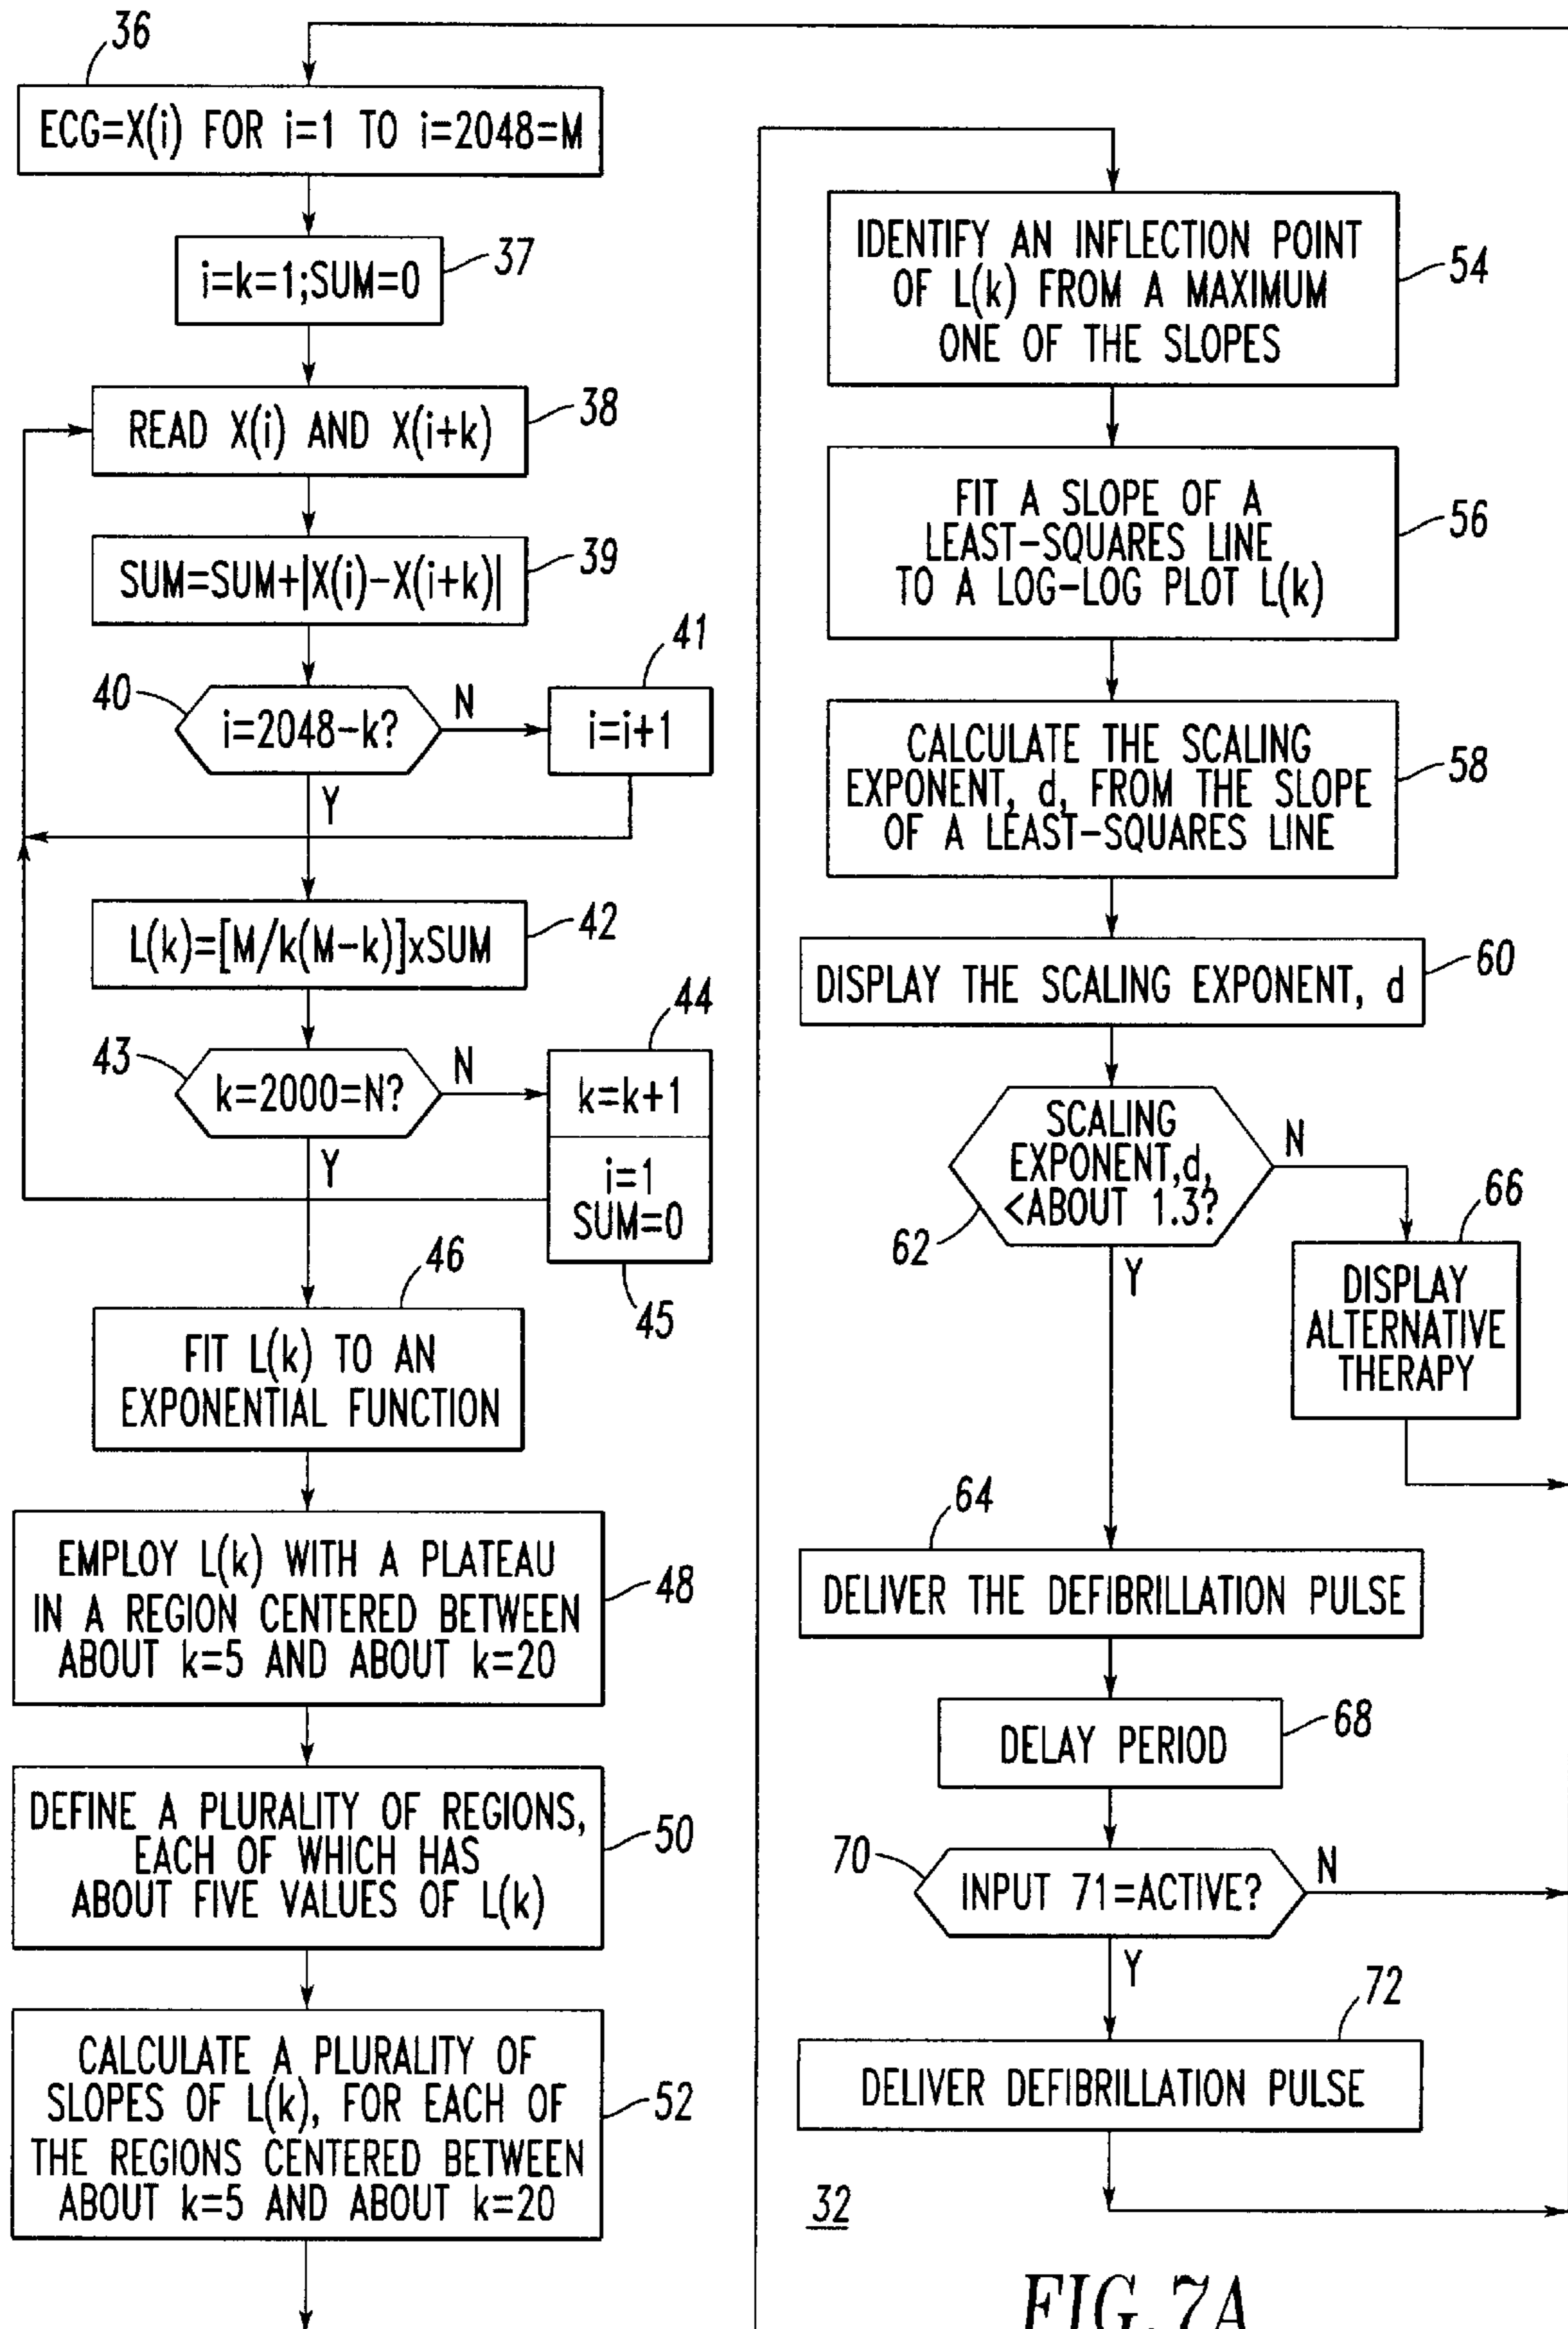 36
ECG=X(i) FOR i=1 TO i=2048=M
i=k=1;SUM=0
37
READ X(i) AND X(i+k)
38
SUM=SUM+|X(i)-X(i+k)|
39
40
i=2048-k?
N
Y
41
i=i+1
L(k)=[M/k(M-k)]xSUM
42
43
k=2000=N?
N
Y
44
k=k+1
i=1
SUM=0
45
46
FIT L(k) TO AN
EXPONENTIAL FUNCTION
EMPLOY L(k) WITH A PLATEAU
IN A REGION CENTERED BETWEEN
ABOUT k=5 AND ABOUT k=20
48
DEFINE A PLURALITY OF REGIONS,
EACH OF WHICH HAS
ABOUT FIVE VALUES OF L(k)
50
CALCULATE A PLURALITY OF
SLOPES OF L(k), FOR EACH OF
THE REGIONS CENTERED BETWEEN
ABOUT k=5 AND ABOUT k=20
52
IDENTIFY AN INFLECTION POINT
OF L(k) FROM A MAXIMUM
ONE OF THE SLOPES
54
FIT A SLOPE OF A
LEAST-SQUARES LINE
TO A LOG-LOG PLOT L(k)
56
CALCULATE THE SCALING
EXPONENT, d, FROM THE SLOPE
OF A LEAST-SQUARES LINE
58
DISPLAY THE SCALING EXPONENT, d
60
SCALING
EXPONENT,d,
<ABOUT 1.3?
62
N
Y
66
DISPLAY
ALTERNATIVE
THERAPY
64
DELIVER THE DEFIBRILLATION PULSE
DELAY PERIOD
68
70
INPUT 71=ACTIVE?
N
Y
72
DELIVER DEFIBRILLATION PULSE
32
FIG. 7A